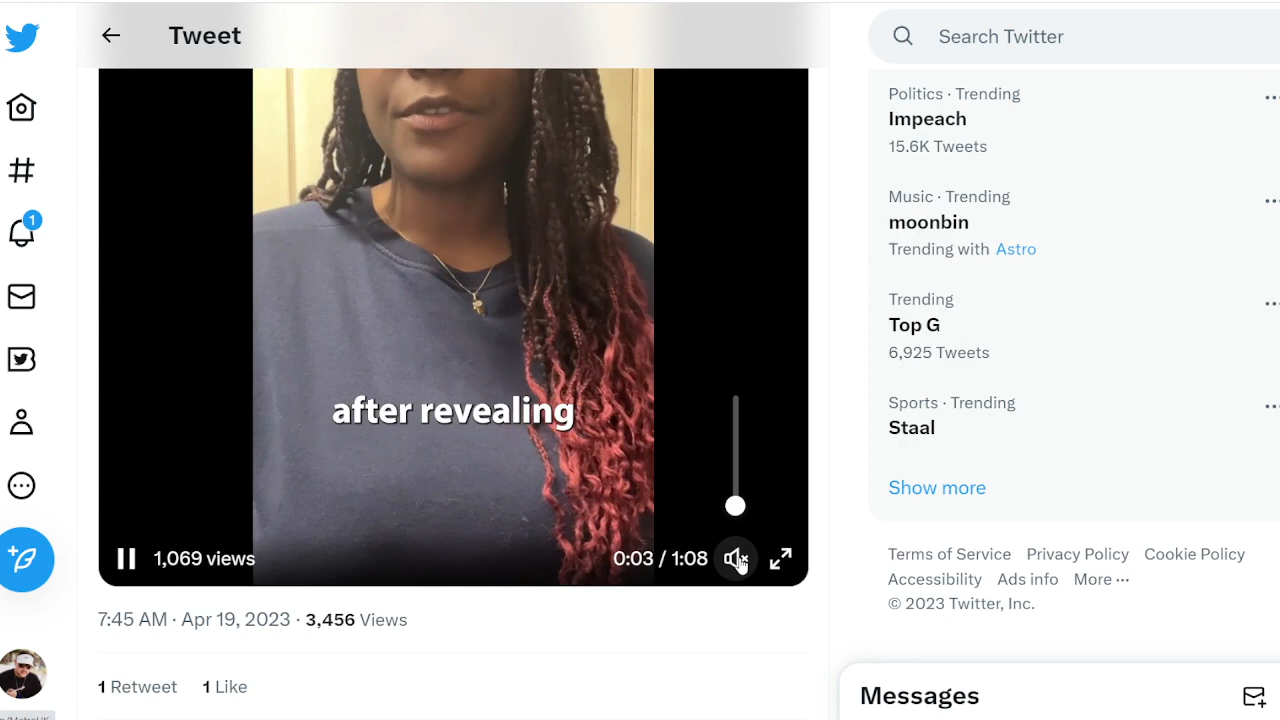 Tweet
Search Twitter
Politics · Trending
Impeach
15.6K Tweets
Music · Trending
moonbin
Trending with Astro
Trending
Top G
6,925 Tweets
Sports · Trending
Staal
Show more
1
after revealing
1,069 views
0:03 / 1:08
Terms of Service Privacy Policy Cookie Policy
Accessibility Ads info More ···
© 2023 Twitter, Inc.
7:45 AM · Apr 19, 2023 · 3,456 Views
1 Retweet 1 Like
Messages